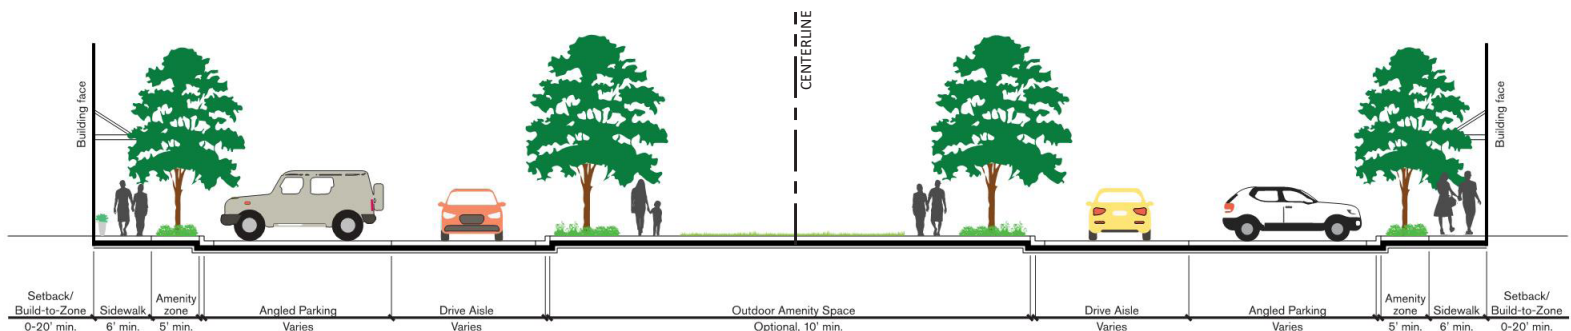 CENTERLINE
Building face
Building face
Setback/
Build-to-Zone
0-20' min.
Sidewalk
6' min.
Amenity
zone
5' min.
Angled Parking
Varies
Drive Aisle
Varies
Outdoor Amenity Space
Optional, 10' min.
Drive Aisle
Varies
Angled Parking
Varies
Amenity
zone
5' min.
Sidewalk
6' min.
Setback/
Build-to-Zone
0-20' min.